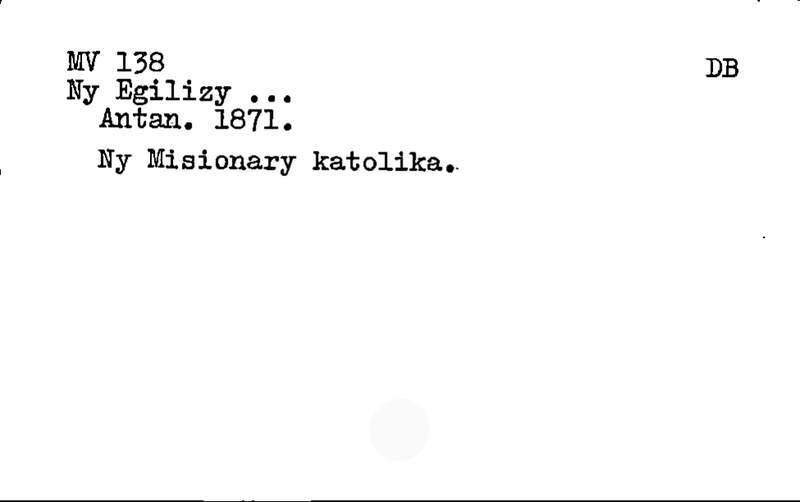 MV 138
DB
Ny Egilizy ...
Antan. 1871.
Ny Misionary katolika.